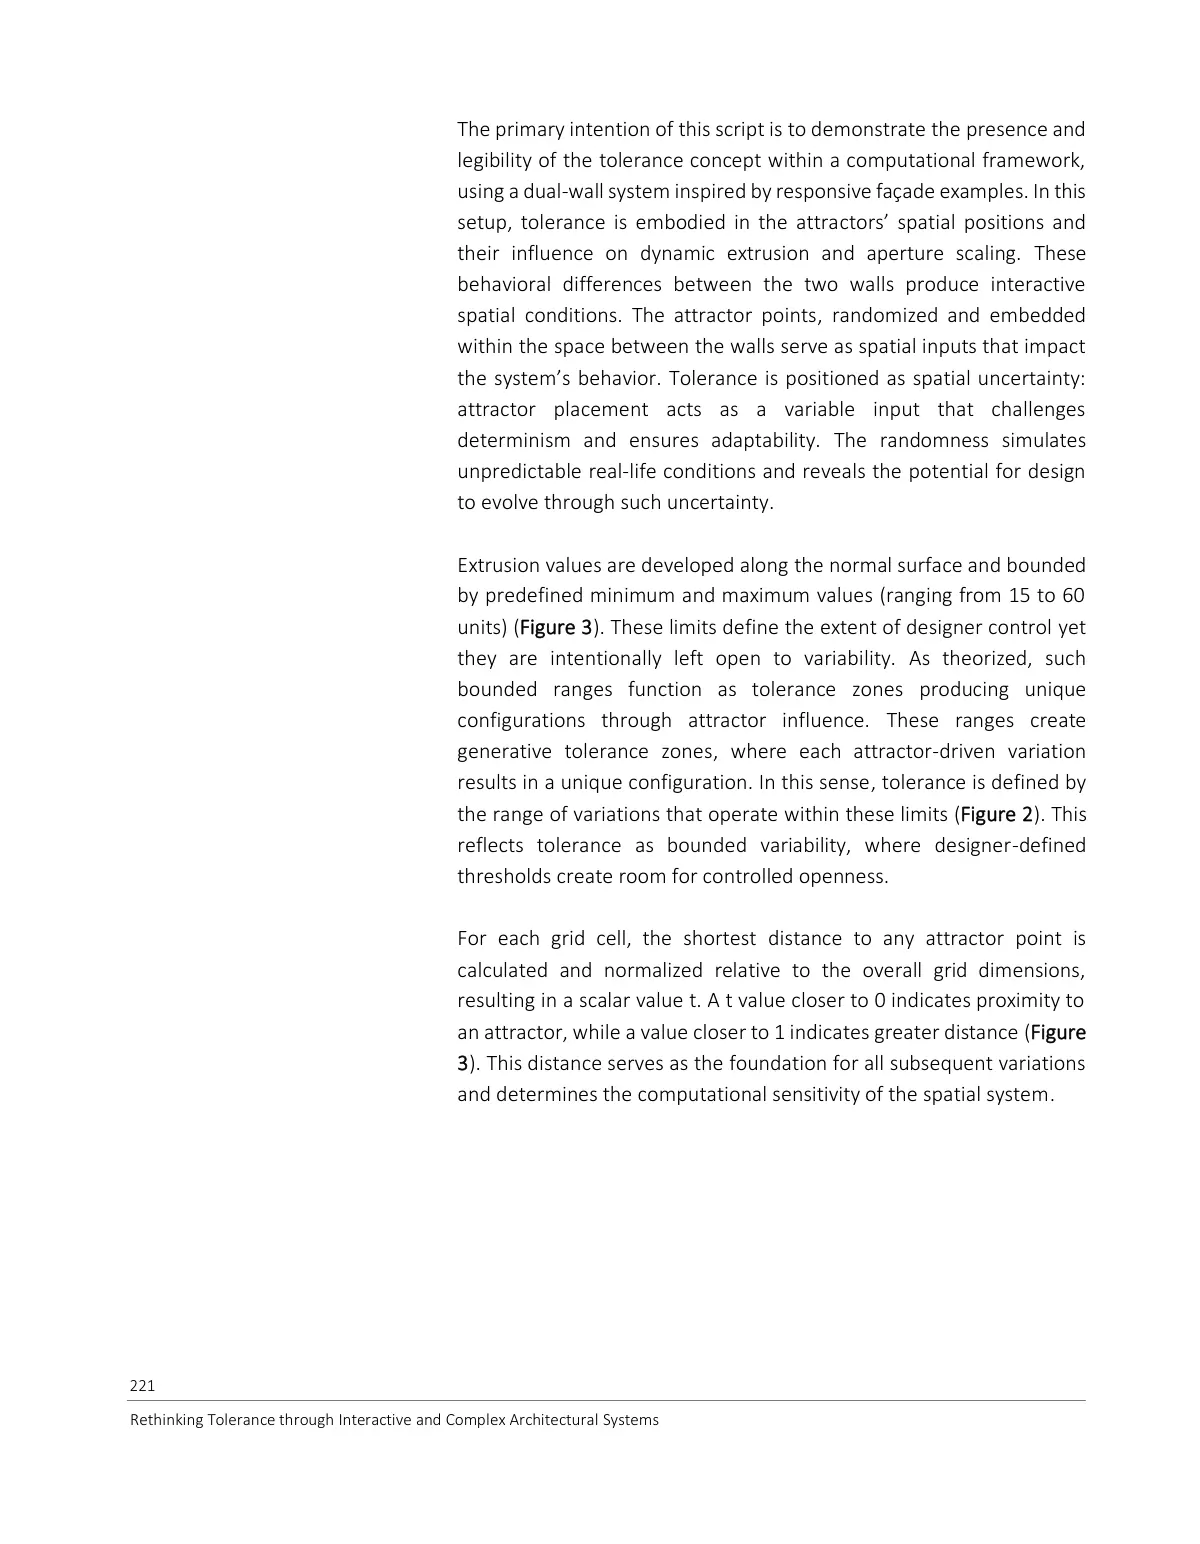 The primary intention of this script is to demonstrate the presence and
legibility of the tolerance concept within a computational framework,
using a dual-wall system inspired by responsive façade examples. In this
setup, tolerance is embodied in the attractors’ spatial positions and
their influence on dynamic extrusion and aperture scaling. These
behavioral differences between the two walls produce interactive
spatial conditions. The attractor points, randomized and embedded
within the space between the walls serve as spatial inputs that impact
the system’s behavior. Tolerance is positioned as spatial uncertainty:
attractor placement acts as a variable input that challenges
determinism and ensures adaptability. The randomness simulates
unpredictable real-life conditions and reveals the potential for design
to evolve through such uncertainty.
Extrusion values are developed along the normal surface and bounded
by predefined minimum and maximum values (ranging from 15 to 60
units) (Figure 3). These limits define the extent of designer control yet
they are intentionally left open to variability. As theorized, such
bounded ranges function as tolerance zones producing unique
configurations through attractor influence. These ranges create
generative tolerance zones, where each attractor-driven variation
results in a unique configuration. In this sense, tolerance is defined by
the range of variations that operate within these limits (Figure 2). This
reflects tolerance as bounded variability, where designer-defined
thresholds create room for controlled openness.
For each grid cell, the shortest distance to any attractor point is
calculated and normalized relative to the overall grid dimensions,
resulting in a scalar value t. A t value closer to 0 indicates proximity to
an attractor, while a value closer to 1 indicates greater distance (Figure
3). This distance serves as the foundation for all subsequent variations
and determines the computational sensitivity of the spatial system.
221
Rethinking Tolerance through Interactive and Complex Architectural Systems